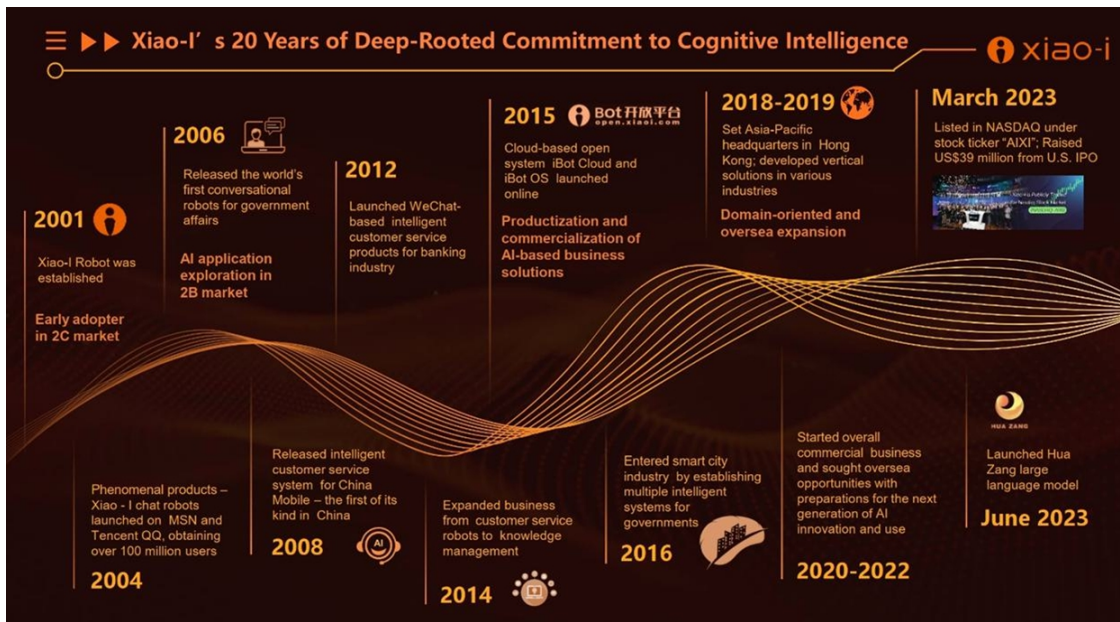 Xiao-I’ s 20 Years of Deep-Rooted Commitment to Cognitive Intelligence
xiao-i
2001
Xiao-I Robot was
established
Early adopter
in 2C market
2006
Released the world’s
first conversational
robots for government
affairs
AI application
exploration in
2B market
2012
Launched WeChat-
based intelligent
customer service
products for banking
industry
2015
Bot开放平台
open.xiaoi.com
Cloud-based open
system iBot Cloud and
iBot OS launched
online
Productization and
commercialization of
AI-based business
solutions
2018-2019
Set Asia-Pacific
headquarters in Hong
Kong; developed vertical
solutions in various
industries
Domain-oriented and
oversea expansion
March 2023
Listed in NASDAQ under
stock ticker “AIXI”; Raised
US$39 million from U.S. IPO
Phenomenal products –
Xiao - I chat robots
launched on MSN and
Tencent QQ, obtaining
over 100 million users
2004
Released intelligent
customer service
system for China
Mobile – the first of its
kind in China
2008
AI
Expanded business
from customer service
robots to knowledge
management
2014
Entered smart city
industry by establishing
multiple intelligent
systems for
governments
2016
Started overall
commercial business
and sought oversea
opportunities with
preparations for the next
generation of AI
innovation and use
2020-2022
HUA ZANG
Launched Hua
Zang large
language model
June 2023